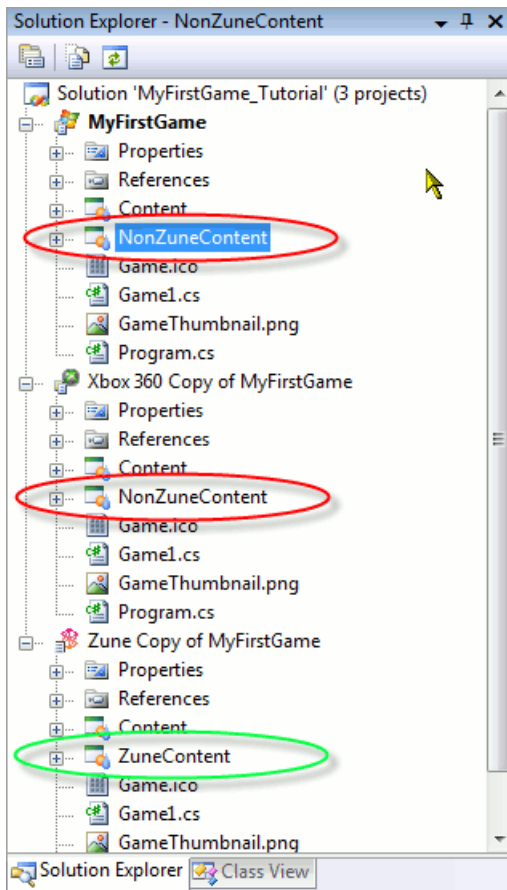 Solution Explorer - NonZuneContent
Solution 'MyFirstGame_Tutorial' (3 projects)
MyFirstGame
Properties
References
Content
NonZuneContent
Game.ico
Game1.cs
GameThumbnail.png
Program.cs
Xbox 360 Copy of MyFirstGame
Properties
References
Content
NonZuneContent
Game.ico
Game1.cs
GameThumbnail.png
Program.cs
Zune Copy of MyFirstGame
Properties
References
Content
ZuneContent
Game.ico
Game1.cs
GameThumbnail.png
Solution Explorer Class View